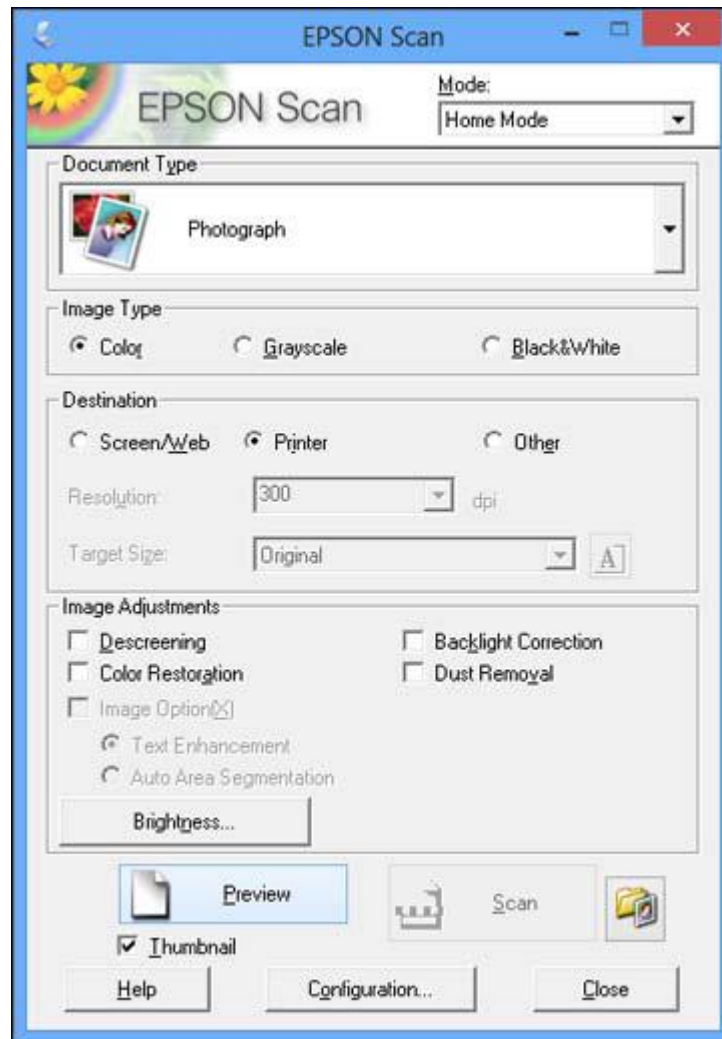 EPSON Scan
EPSON Scan
Mode:
Home Mode
Document Type
Photograph
Image Type
Color Grayscale Black&White
Destination
Screen/Web Printer Other
Resolution: 300 dpi
Target Size: Original A
Image Adjustments
Descreening Backlight Correction
Color Restoration Dust Removal
Image Option(X)
Text Enhancement
Auto Area Segmentation
Brightness...
Preview Scan
Thumbnail
Help Configuration... Close